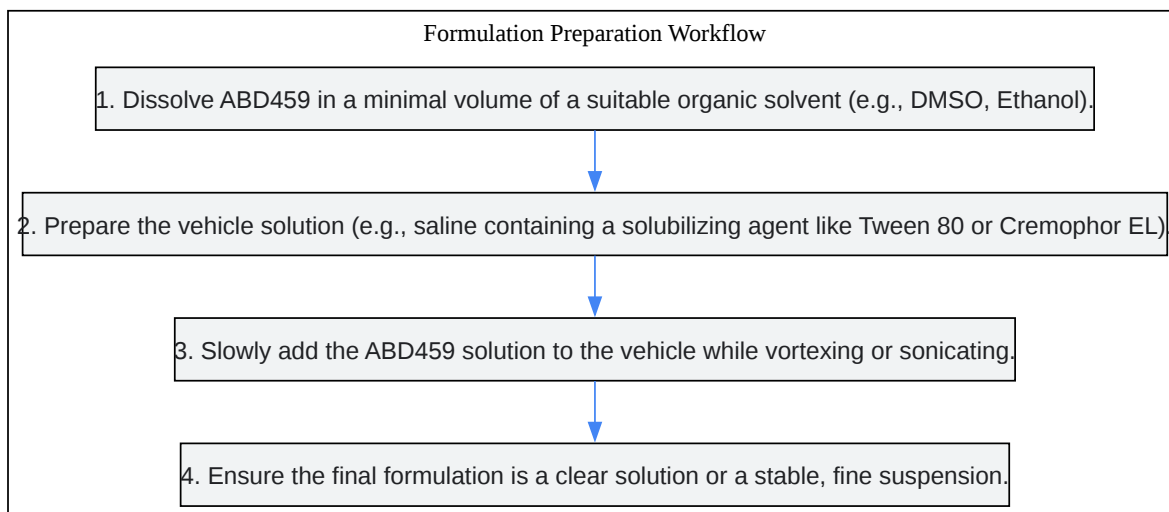 Formulation Preparation Workflow
1. Dissolve ABD459 in a minimal volume of a suitable organic solvent (e.g., DMSO, Ethanol).
2. Prepare the vehicle solution (e.g., saline containing a solubilizing agent like Tween 80 or Cremophor EL).
3. Slowly add the ABD459 solution to the vehicle while vortexing or sonicating.
4. Ensure the final formulation is a clear solution or a stable, fine suspension.